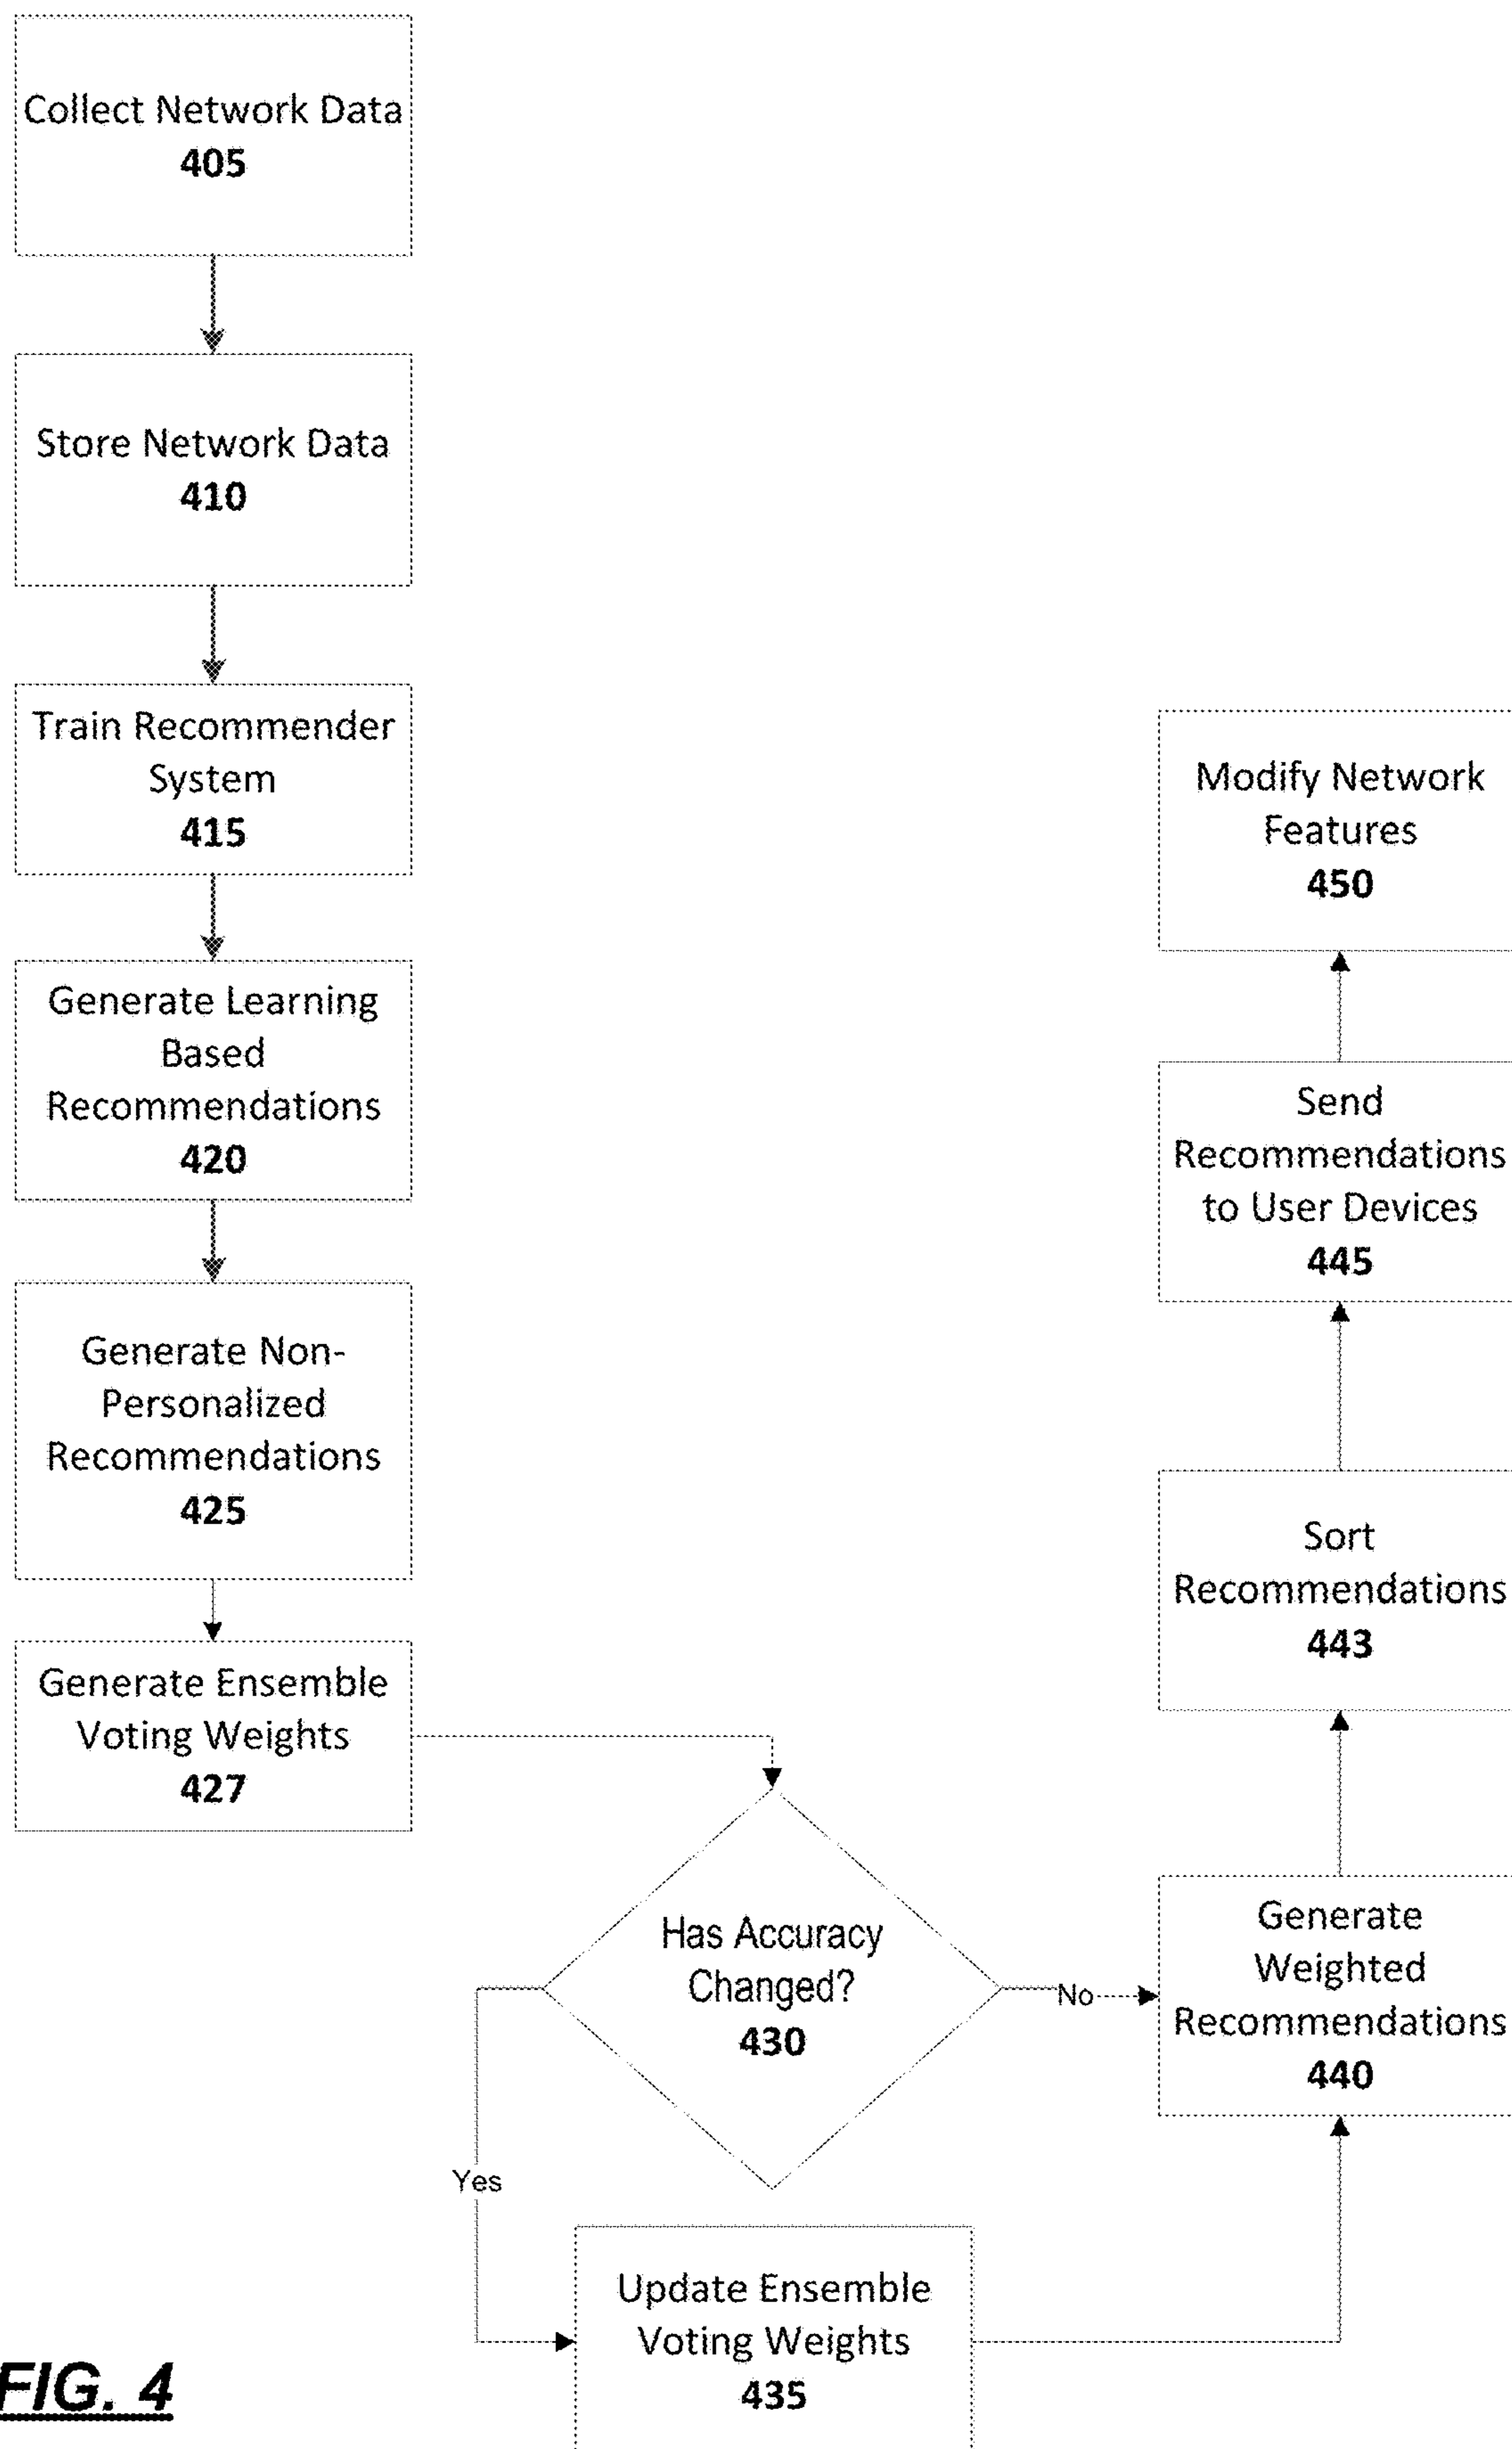 Collect Network Data
405
Store Network Data
410
Train Recommender
System
415
Generate Learning
Based
Recommendations
420
Generate Non-
Personalized
Recommendations
425
Generate Ensemble
Voting Weights
427
Has Accuracy
Changed?
430
No
Yes
Update Ensemble
Voting Weights
435
Generate
Weighted
Recommendations
440
Sort
Recommendations
443
Send
Recommendations
to User Devices
445
Modify Network
Features
450
FIG. 4